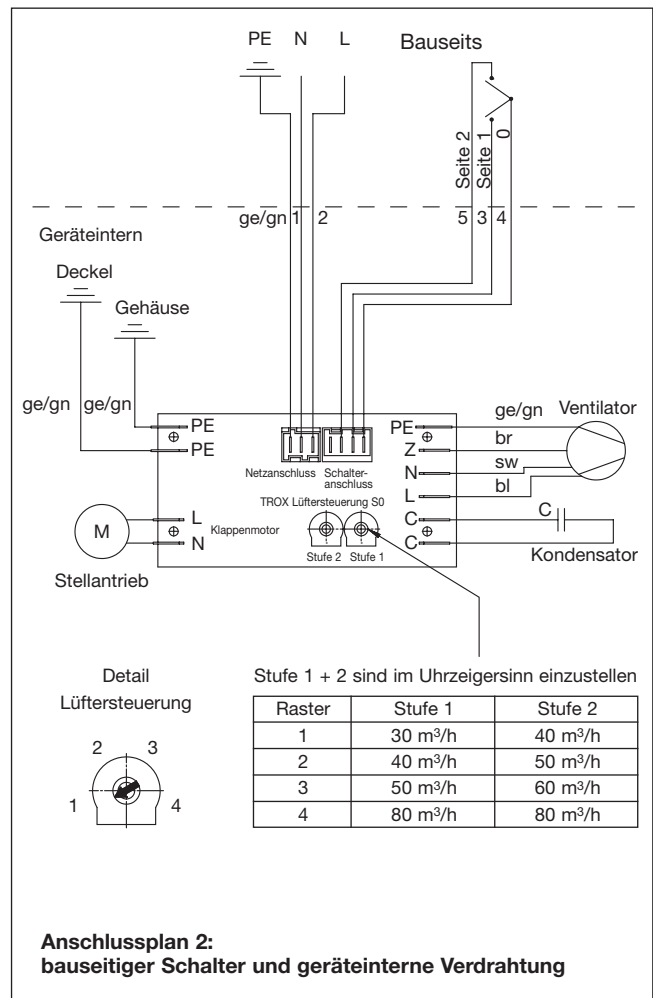 PE N L Bauseits
Seite 2
Seite 1
0
ge/gn 1 2 5 3 4
Geräteintern
Deckel
Gehäuse
ge/gn ge/gn
PE
PE
Netzanschluss
Schalter-
anschluss
TROX Lüftersteuerung S0
L
N
Klappenmotor
Stufe 2 Stufe 1
M
Stellantrieb
PE
Z
N
L
C
C
ge/gn
br
sw
bl
Ventilator
C
Kondensator
Detail
Lüftersteuerung
1 2 3 4
Stufe 1 + 2 sind im Uhrzeigersinn einzustellen
Raster Stufe 1 Stufe 2
1 30 m³/h 40 m³/h
2 40 m³/h 50 m³/h
3 50 m³/h 60 m³/h
4 80 m³/h 80 m³/h
Anschlussplan 2:
bauseitiger Schalter und geräteinterne Verdrahtung